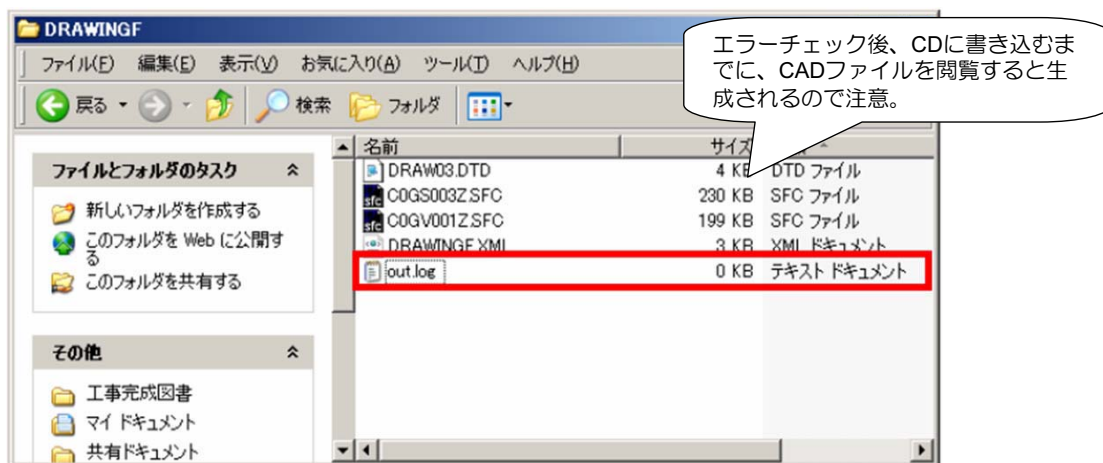 DRAWINGF
エラーチェック後、CDに書き込むま
でに、CADファイルを閲覧すると生
成されるので注意。
ファイル(F) 編集(E) 表示(V) お気に入り(A) ツール(T) ヘルプ(H)
戻る 検索 フォルダ
名前 サイズ
ファイルとフォルダのタスク
新しいフォルダを作成する
このフォルダを Web に公開す
る
このフォルダを共有する
その他
工事完成図書
マイ ドキュメント
共有ドキュメント
DRAW03.DTD 4 KB DTD ファイル
C0GS003Z.SFC 230 KB SFC ファイル
C0GV001Z.SFC 199 KB SFC ファイル
DRAWINGF.XML 3 KB XML ドキュメント
out.log 0 KB テキスト ドキュメント